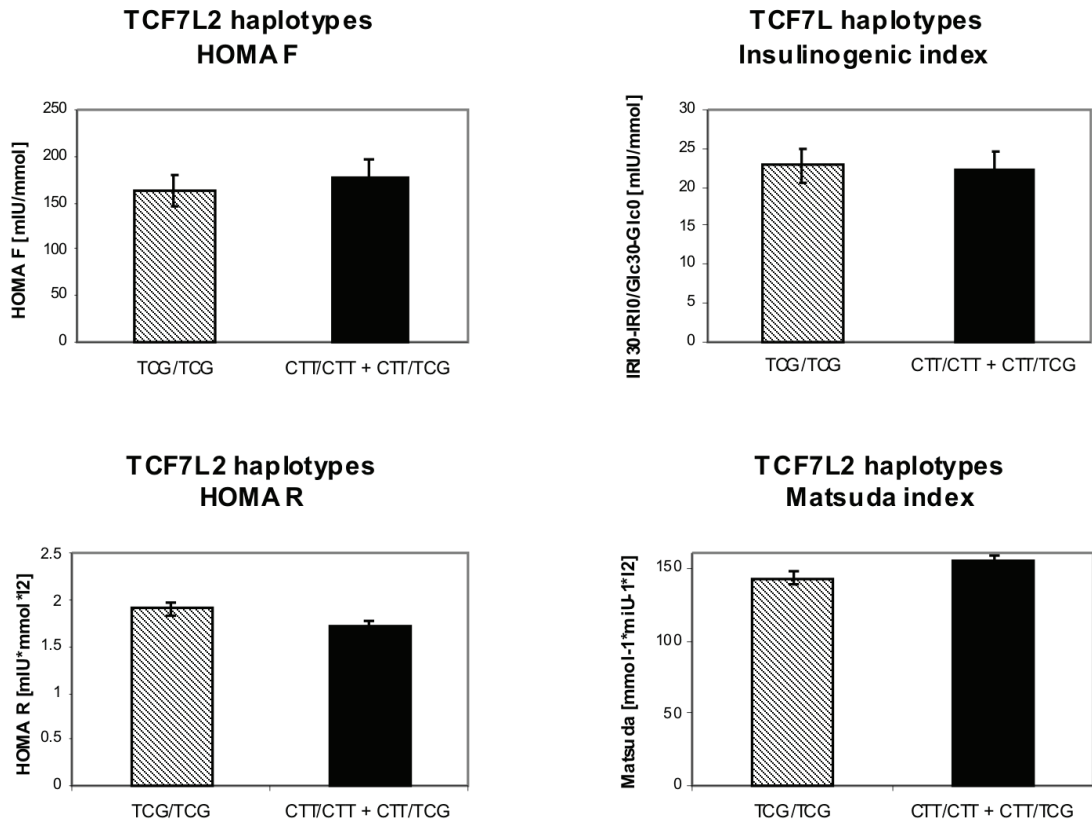 TCF7L2 haplotypes
HOMA F
HOMA F [mIU/mmol]
250
200
150
100
50
0
TCG/TCG
CTT/CTT + CTT/TCG
TCF7L haplotypes
Insulinogenic index
IRI30-IRI0/Glc30-Glc0 [mIU/mmol]
30
25
20
15
10
5
0
TCG/TCG
CTT/CTT + CTT/TCG
TCF7L2 haplotypes
HOMA R
HOMA R [mIU*mmol*l2]
2.5
2
1.5
1
0.5
0
TCG/TCG
CTT/CTT + CTT/TCG
TCF7L2 haplotypes
Matsuda index
Matsuda [mmol-1*miU-1*l2]
150
100
50
0
TCG/TCG
CTT/CTT + CTT/TCG